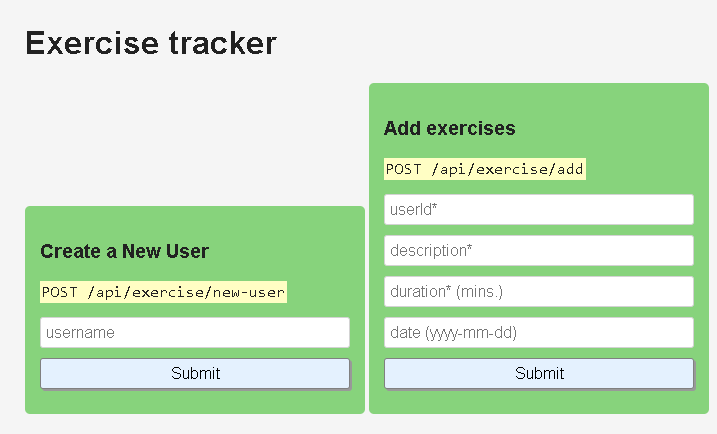 Exercise tracker
Create a New User
POST /api/exercise/new-user
username
Submit
Add exercises
POST /api/exercise/add
userId*
description*
duration* (mins.)
date (yyyy-mm-dd)
Submit